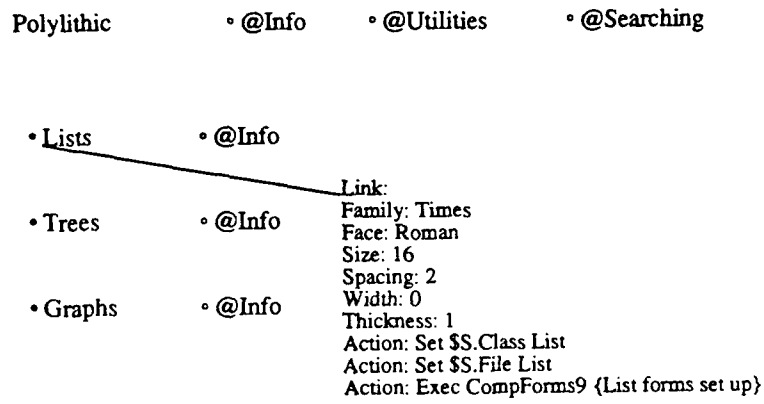 Polylithic ∘ @Info ∘ @Utilities ∘ @Searching
• Lists ∘ @Info
Link:
Family: Times
• Trees ∘ @Info
Face: Roman
Size: 16
Spacing: 2
Width: 0
• Graphs ∘ @Info
Thickness: 1
Action: Set $S.Class List
Action: Set $S.File List
Action: Exec CompForms9 {List forms set up}